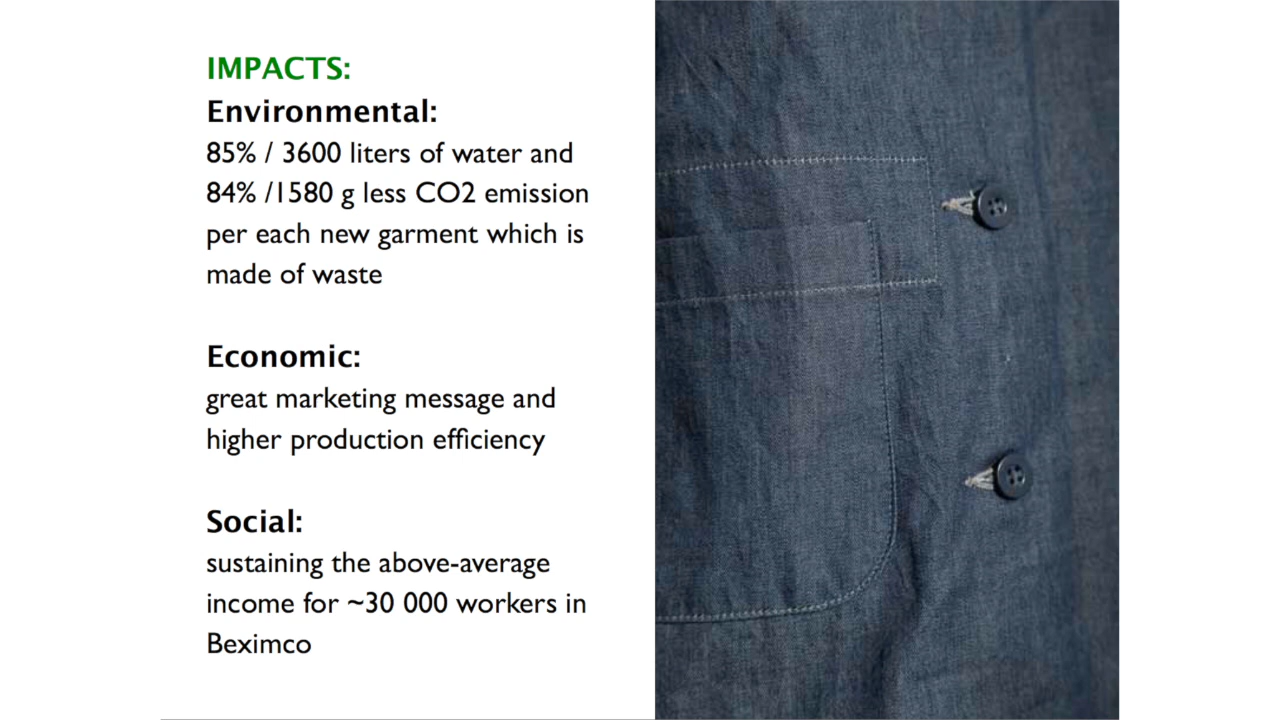 IMPACTS:
Environmental:
85% / 3600 liters of water and
84% /1580 g less CO2 emission
per each new garment which is
made of waste
Economic:
great marketing message and
higher production efficiency
Social:
sustaining the above-average
income for ~30 000 workers in
Beximco